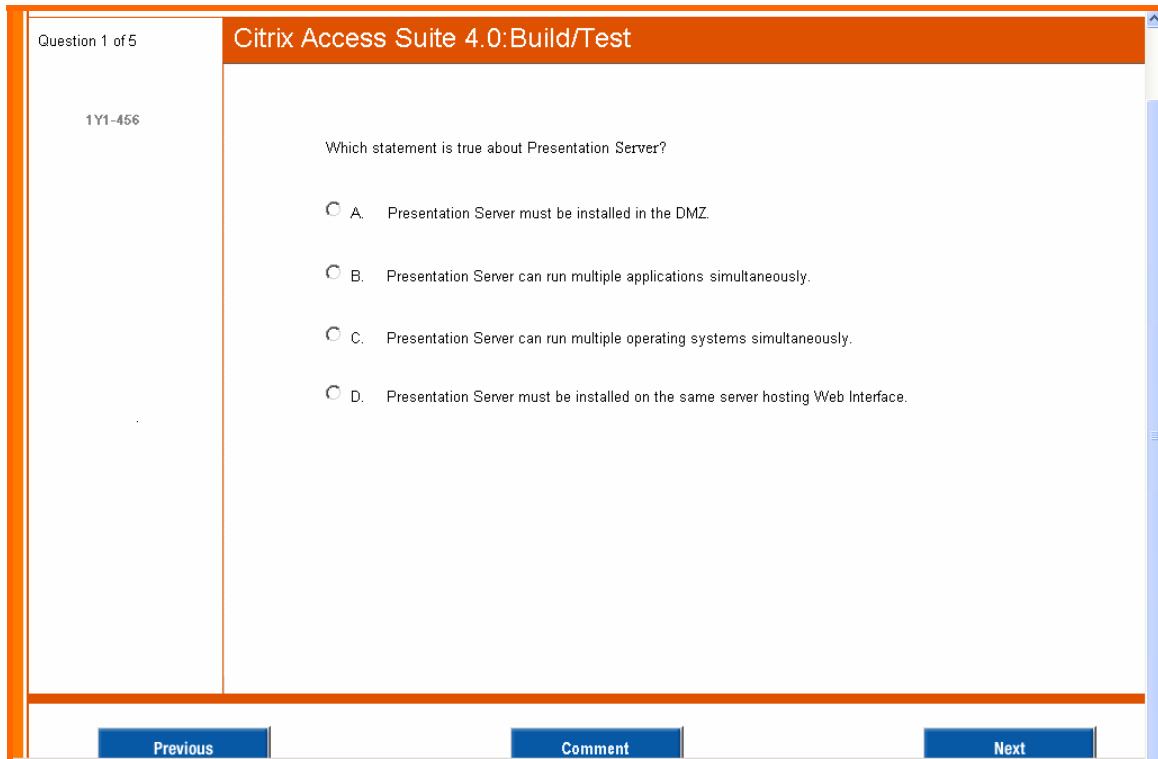 Question 1 of 5
Citrix Access Suite 4.0:Build/Test
1Y1-456
Which statement is true about Presentation Server?
A. Presentation Server must be installed in the DMZ.
B. Presentation Server can run multiple applications simultaneously.
C. Presentation Server can run multiple operating systems simultaneously.
D. Presentation Server must be installed on the same server hosting Web Interface.
Previous
Comment
Next